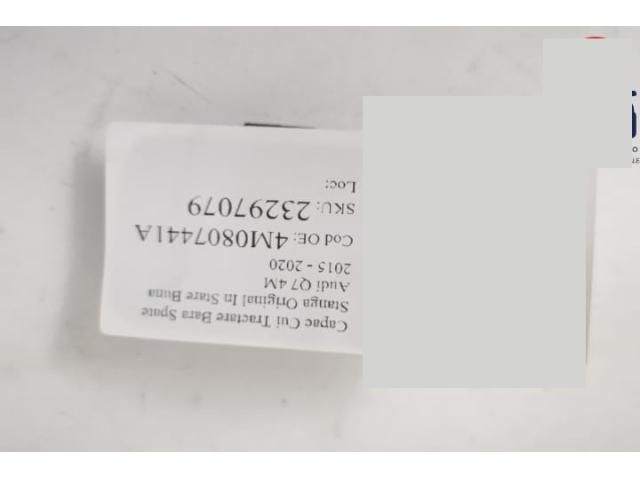 Capac Cui Tractare Bara Spate
Stanga Original In Stare Buna
Audi Q7 4M
2015 - 2020
Cod OE: 4M0807441A
SKU: 23297079
Loc: